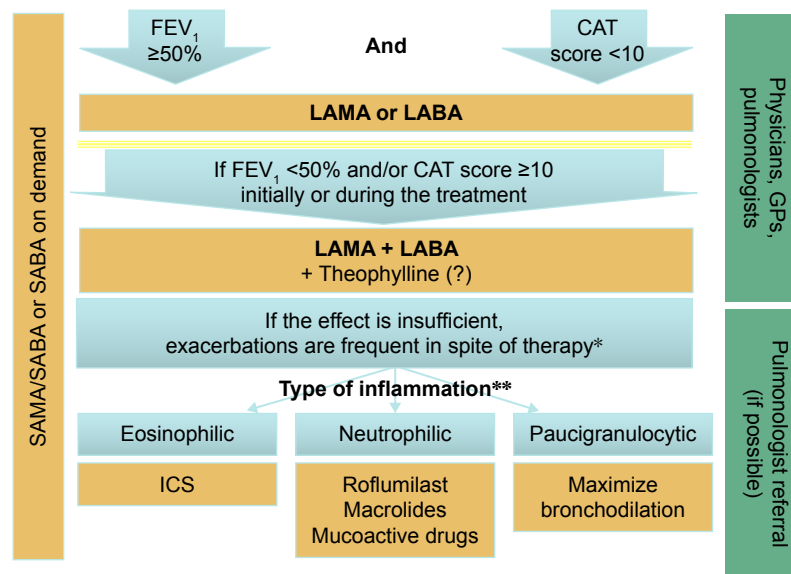 FEV₁
≥50%
And
CAT
score <10
LAMA or LABA
If FEV₁ <50% and/or CAT score ≥10
initially or during the treatment
LAMA + LABA
+ Theophylline (?)
If the effect is insufficient,
exacerbations are frequent in spite of therapy*
Type of inflammation**
Eosinophilic
Neutrophilic
Paucigranulocytic
ICS
Roflumilast
Macrolides
Mucoactive drugs
Maximize
bronchodilation
SAMA/SABA or SABA on demand
Physicians, GPs,
pulmonologists
Pulmonologist referral
(if possible)